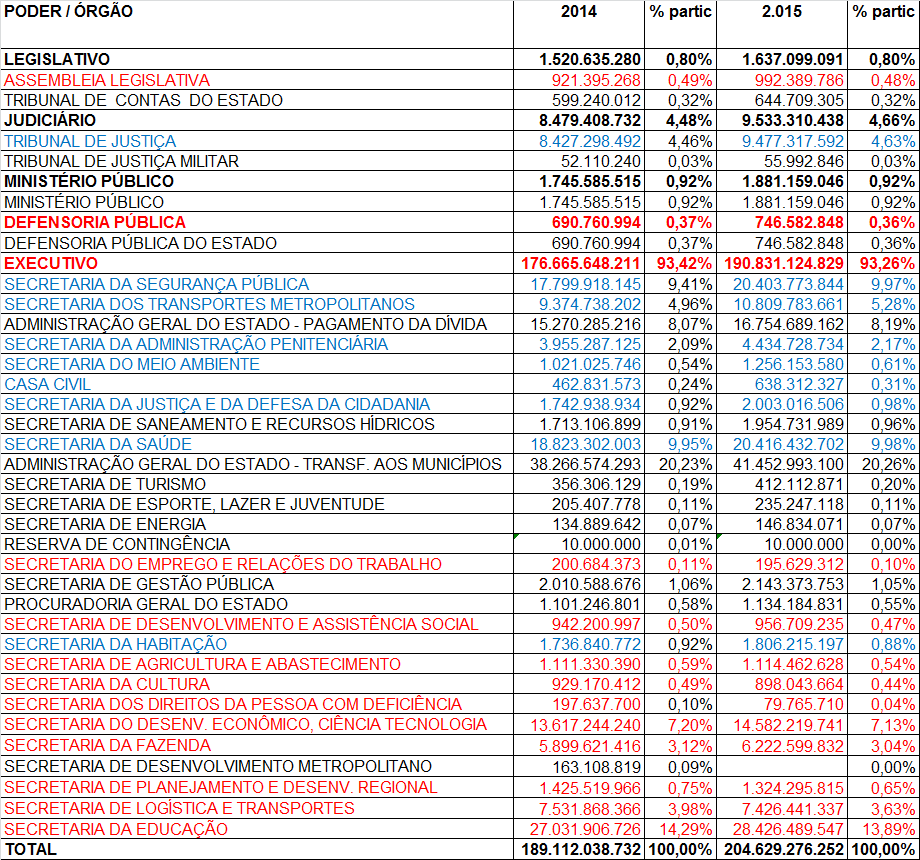 PODER / ÓRGÃO 2014 % partic 2.015 % partic
LEGISLATIVO 1.520.635.280 0,80% 1.637.099.091 0,80%
ASSEMBLEIA LEGISLATIVA 921.395.268 0,49% 992.389.786 0,48%
TRIBUNAL DE CONTAS DO ESTADO 599.240.012 0,32% 644.709.305 0,32%
JUDICIÁRIO 8.479.408.732 4,48% 9.533.310.438 4,66%
TRIBUNAL DE JUSTIÇA 8.427.298.492 4,46% 9.477.317.592 4,63%
TRIBUNAL DE JUSTIÇA MILITAR 52.110.240 0,03% 55.992.846 0,03%
MINISTÉRIO PÚBLICO 1.745.585.515 0,92% 1.881.159.046 0,92%
MINISTÉRIO PÚBLICO 1.745.585.515 0,92% 1.881.159.046 0,92%
DEFENSORIA PÚBLICA 690.760.994 0,37% 746.582.848 0,36%
DEFENSORIA PÚBLICA DO ESTADO 690.760.994 0,37% 746.582.848 0,36%
EXECUTIVO 176.665.648.211 93,42% 190.831.124.829 93,26%
SECRETARIA DA SEGURANÇA PÚBLICA 17.799.918.145 9,41% 20.403.773.844 9,97%
SECRETARIA DOS TRANSPORTES METROPOLITANOS 9.374.738.202 4,96% 10.809.783.661 5,28%
ADMINISTRAÇÃO GERAL DO ESTADO - PAGAMENTO DA DÍVIDA 15.270.285.216 8,07% 16.754.689.162 8,19%
SECRETARIA DA ADMINISTRAÇÃO PENITENCIÁRIA 3.955.287.125 2,09% 4.434.728.734 2,17%
SECRETARIA DO MEIO AMBIENTE 1.021.025.746 0,54% 1.256.153.580 0,61%
CASA CIVIL 462.831.573 0,24% 638.312.327 0,31%
SECRETARIA DA JUSTIÇA E DA DEFESA DA CIDADANIA 1.742.938.934 0,92% 2.003.016.506 0,98%
SECRETARIA DE SANEAMENTO E RECURSOS HÍDRICOS 1.713.106.899 0,91% 1.954.731.989 0,96%
SECRETARIA DA SAÚDE 18.823.302.003 9,95% 20.416.432.702 9,98%
ADMINISTRAÇÃO GERAL DO ESTADO - TRANSF. AOS MUNICÍPIOS 38.266.574.293 20,23% 41.452.993.100 20,26%
SECRETARIA DE TURISMO 356.306.129 0,19% 412.112.871 0,20%
SECRETARIA DE ESPORTE, LAZER E JUVENTUDE 205.407.778 0,11% 235.247.118 0,11%
SECRETARIA DE ENERGIA 134.889.642 0,07% 146.834.071 0,07%
RESERVA DE CONTINGÊNCIA 10.000.000 0,01% 10.000.000 0,00%
SECRETARIA DO EMPREGO E RELAÇÕES DO TRABALHO 200.684.373 0,11% 195.629.312 0,10%
SECRETARIA DE GESTÃO PÚBLICA 2.010.588.676 1,06% 2.143.373.753 1,05%
PROCURADORIA GERAL DO ESTADO 1.101.246.801 0,58% 1.134.184.831 0,55%
SECRETARIA DE DESENVOLVIMENTO E ASSISTÊNCIA SOCIAL 942.200.997 0,50% 956.709.235 0,47%
SECRETARIA DA HABITAÇÃO 1.736.840.772 0,92% 1.806.215.197 0,88%
SECRETARIA DE AGRICULTURA E ABASTECIMENTO 1.111.330.390 0,59% 1.114.462.628 0,54%
SECRETARIA DA CULTURA 929.170.412 0,49% 898.043.664 0,44%
SECRETARIA DOS DIREITOS DA PESSOA COM DEFICIÊNCIA 197.637.700 0,10% 79.765.710 0,04%
SECRETARIA DO DESENV. ECONÔMICO, CIÊNCIA TECNOLOGIA 13.617.244.240 7,20% 14.582.219.741 7,13%
SECRETARIA DA FAZENDA 5.899.621.416 3,12% 6.222.599.832 3,04%
SECRETARIA DE DESENVOLVIMENTO METROPOLITANO 163.108.819 0,09% 0,00%
SECRETARIA DE PLANEJAMENTO E DESENV. REGIONAL 1.425.519.966 0,75% 1.324.295.815 0,65%
SECRETARIA DE LOGÍSTICA E TRANSPORTES 7.531.868.366 3,98% 7.426.441.337 3,63%
SECRETARIA DA EDUCAÇÃO 27.031.906.726 14,29% 28.426.489.547 13,89%
TOTAL 189.112.038.732 100,00% 204.629.276.252 100,00%